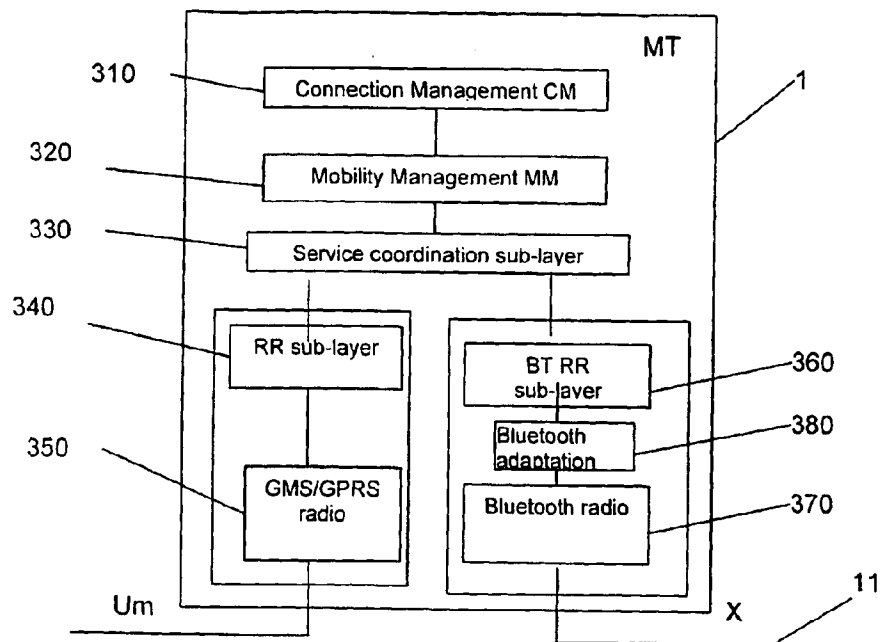 MT
310
Connection Management CM
1
320
Mobility Management MM
330
Service coordination sub-layer
340
RR sub-layer
BT RR
sub-layer
360
380
Bluetooth
adaptation
350
GMS/GPRS
radio
Bluetooth radio
370
Um
X
11